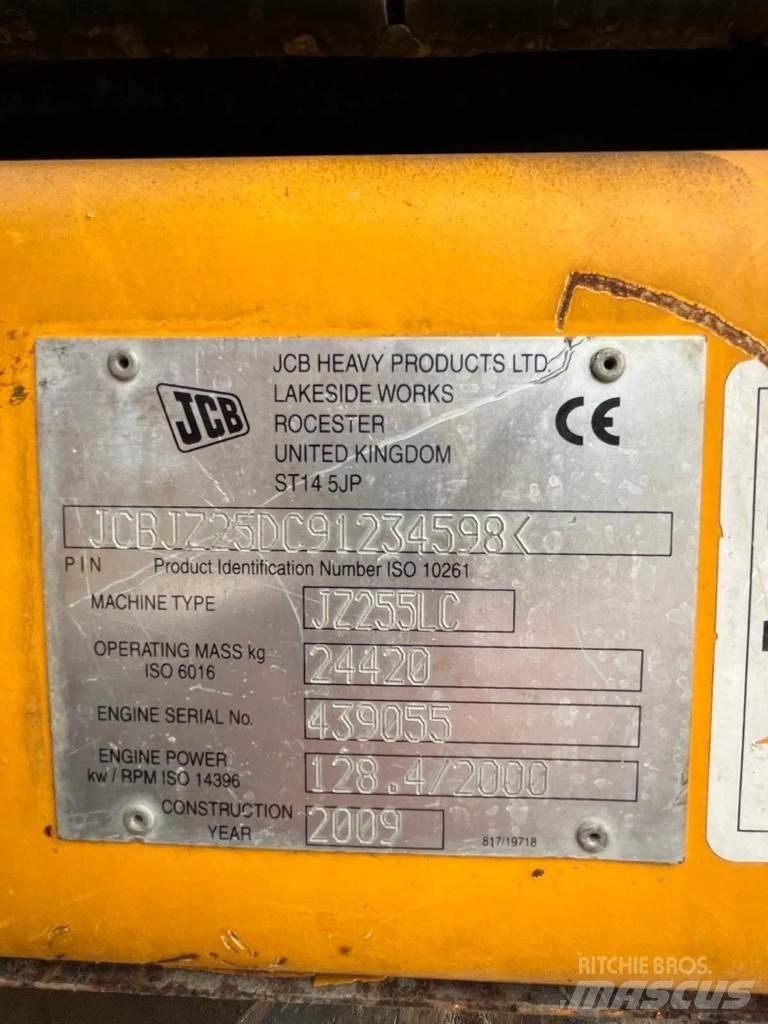 JCB HEAVY PRODUCTS LTD.
LAKESIDE WORKS
ROCESTER
UNITED KINGDOM
ST14 5JP
JCB
CE
JCBJZ25DC91234598<
PIN Product Identification Number ISO 10261
MACHINE TYPE JZ255LC
OPERATING MASS kg
ISO 6016 24420
ENGINE SERIAL No. 439055
ENGINE POWER
kw / RPM ISO 14396 128.4/2000
CONSTRUCTION
YEAR 2009
817/19718
RITCHIE BROS.
MASCUS